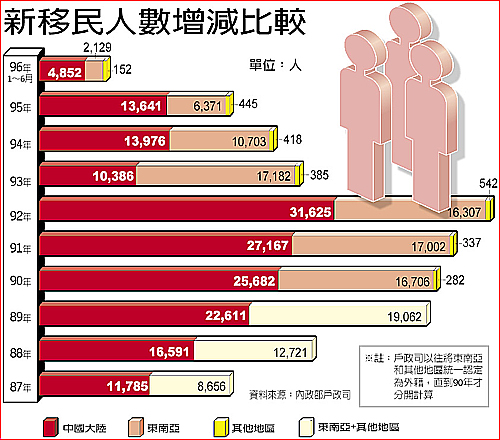 新移民人數增減比較
單位：人
96年
1～6月
4,852
2,129
152
95年
13,641
6,371
445
94年
13,976
10,703
418
93年
10,386
17,182
385
92年
31,625
16,307
542
91年
27,167
17,002
337
90年
25,682
16,706
282
89年
22,611
19,062
88年
16,591
12,721
87年
11,785
8,656
資料來源：內政部戶政司
※註：戶政司以往將東南亞
和其他地區統一認定
為外籍，直到90年才
分開計算
中國大陸
東南亞
其他地區
東南亞+其他地區